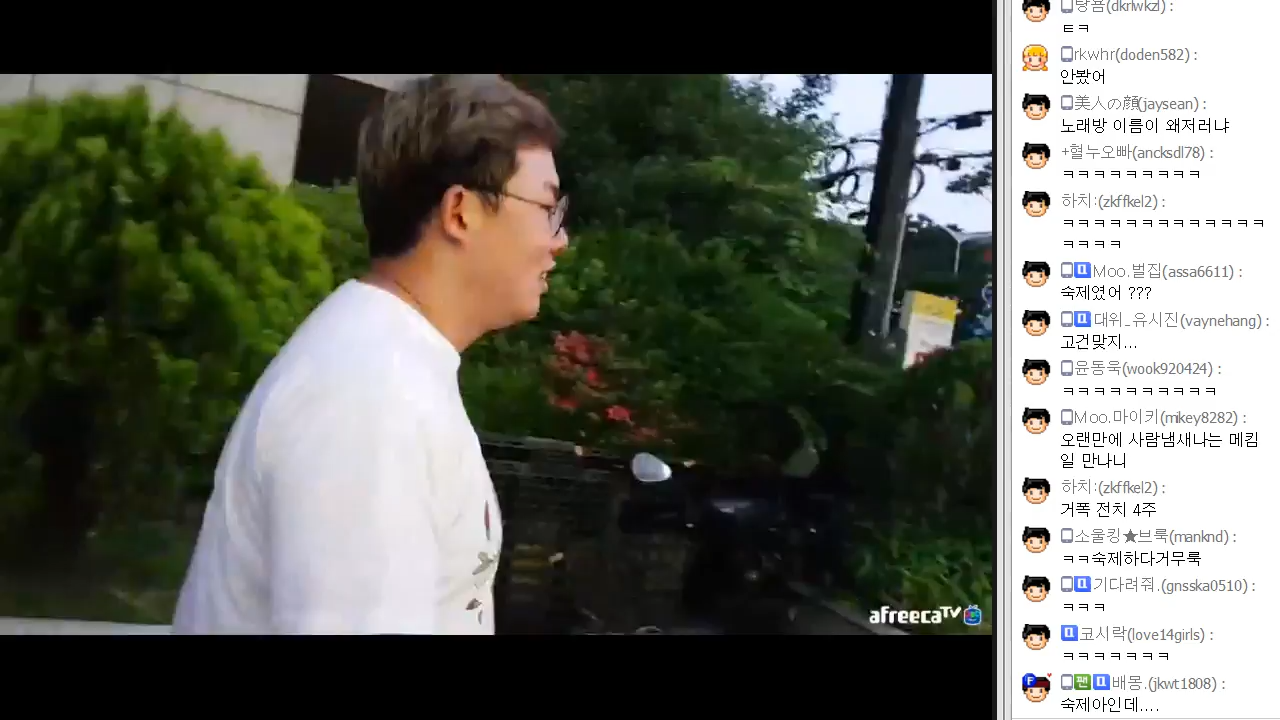 탕욤(dkrlwkzl) :
ㅌㅋ
rkwhr(doden582) :
안봤어
美人の顔(jaysean) :
노래방 이름이 왜저러냐
+혈누오빠(ancksdl78) :
ㅋㅋㅋㅋㅋㅋㅋㅋㅋ
하치:(zkffkel2) :
ㅋㅋㅋㅋㅋㅋㅋㅋㅋㅋㅋㅋㅋ
ㅋㅋㅋㅋ
Moo.벌집(assa6611) :
숙제였어 ???
대위_유시진(vaynehang) :
고건맞지...
윤동욱(wook920424) :
ㅋㅋㅋㅋㅋㅋㅋㅋㅋㅋ
Moo.마이키(mikey8282) :
오랜만에 사람냄새나는 메킴
일 만나니
하치:(zkffkel2) :
거폭 전치 4주
소울킹★브룩(manknd) :
ㅋㅋ숙제하다거무룩
기다려줘.(gnsska0510) :
ㅋㅋㅋ
코시락(love14girls) :
ㅋㅋㅋㅋㅋㅋㅋ
팬 배몽.(jkwt1808) :
숙제아인데....
afreecaTV